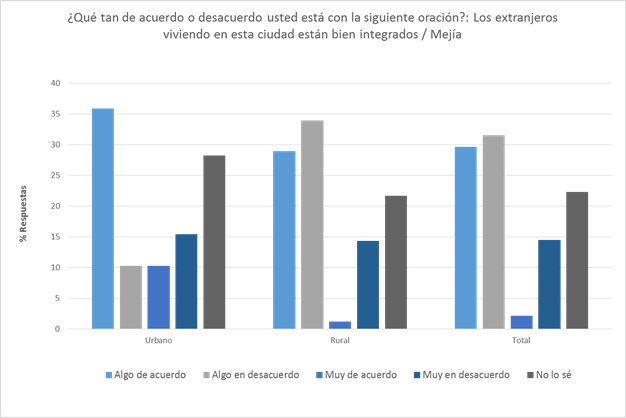 ¿Qué tan de acuerdo o desacuerdo usted está con la siguiente oración?: Los extranjeros
viviendo en esta ciudad están bien integrados / Mejía
40
35
30
25
20
15
10
5
0
% Respuestas
Urbano Rural Total
Algo de acuerdo Algo en desacuerdo Muy de acuerdo Muy en desacuerdo No lo sé